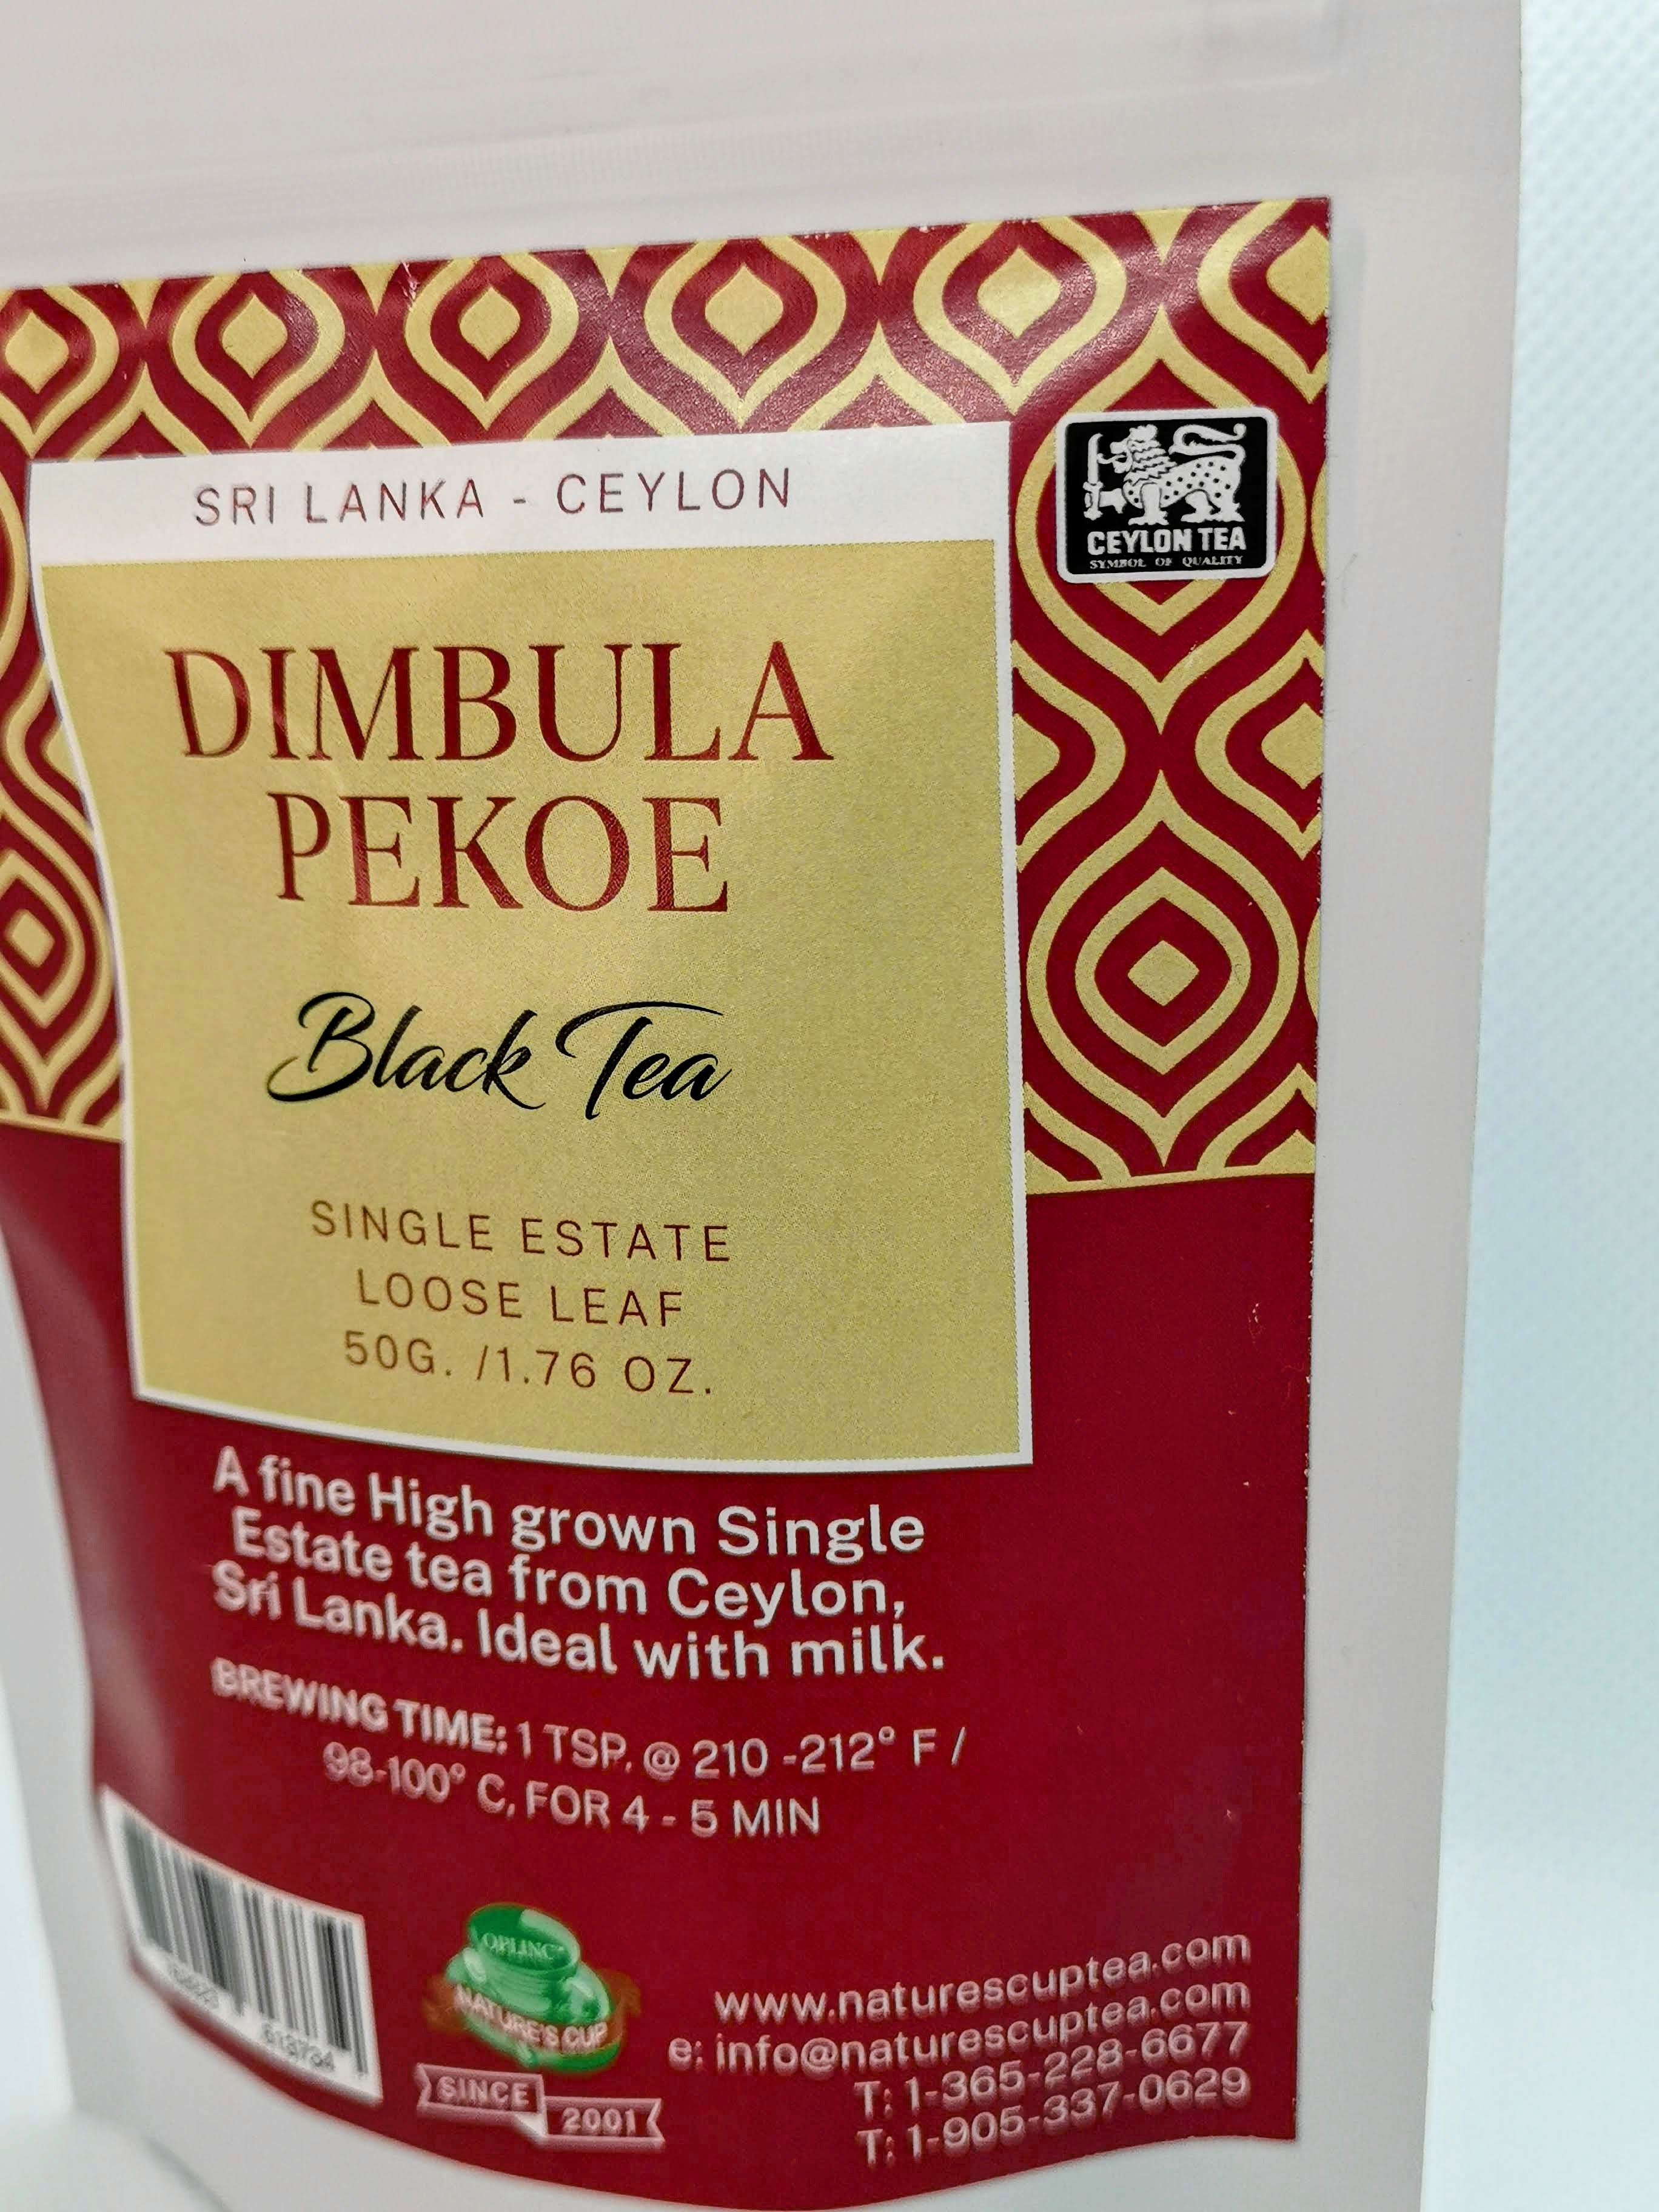 SRI LANKA - CEYLON
CEYLON TEA
SYMBOL OF QUALITY
DIMBULA
PEKOE
Black Tea
SINGLE ESTATE
LOOSE LEAF
50G. /1.76 OZ.
A fine High grown Single
Estate tea from Ceylon,
Sri Lanka. Ideal with milk.
BREWING TIME: 1 TSP. @ 210 -212° F /
98-100° C, FOR 4 - 5 MIN
OPLINC
NATURE'S CUP
SINCE
2001
www.naturescuptea.com
e: info@naturescuptea.com
T: 1-365-228-6677
T: 1-905-337-0629